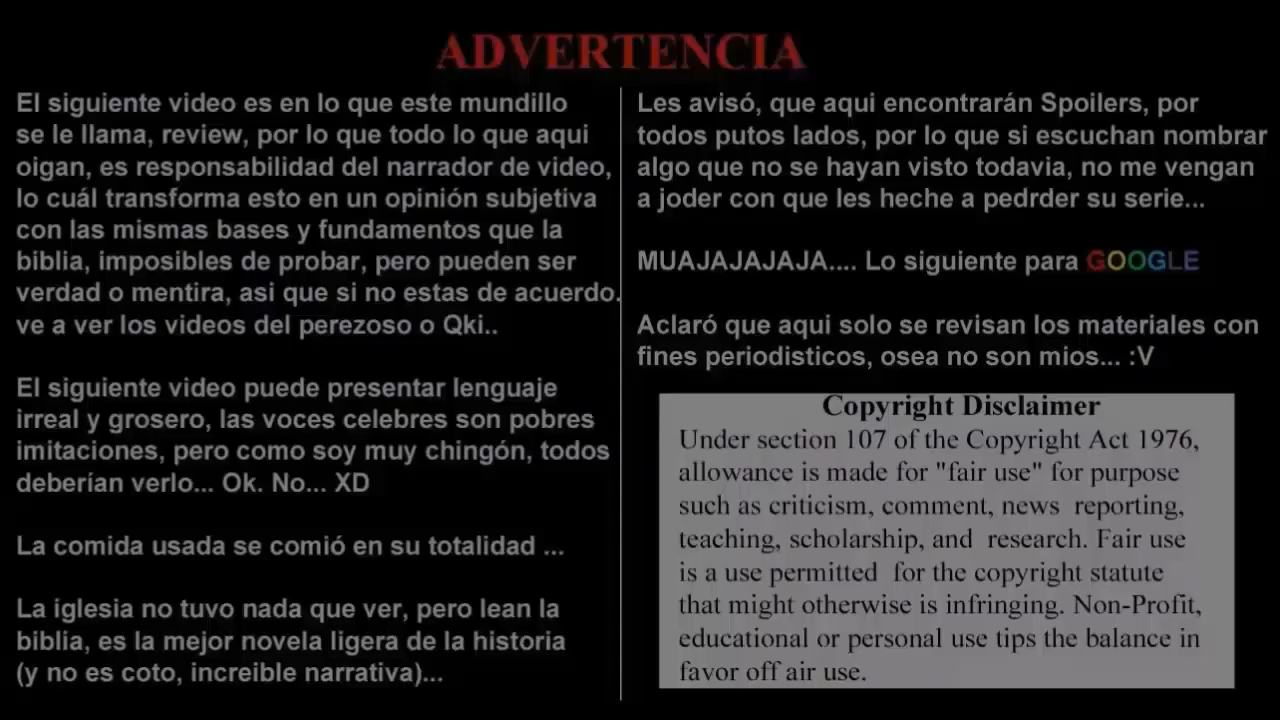 ADVERTENCIA
El siguiente video es en lo que este mundillo
se le llama, review, por lo que todo lo que aqui
oigan, es responsabilidad del narrador de video,
lo cuál transforma esto en un opinión subjetiva
con las mismas bases y fundamentos que la
biblia, imposibles de probar, pero pueden ser
verdad o mentira, asi que si no estas de acuerdo.
ve a ver los videos del perezoso o Qki..
El siguiente video puede presentar lenguaje
irreal y grosero, las voces celebres son pobres
imitaciones, pero como soy muy chingón, todos
deberían verlo... Ok. No... XD
La comida usada se comió en su totalidad ...
La iglesia no tuvo nada que ver, pero lean la
biblia, es la mejor novela ligera de la historia
(y no es coto, increible narrativa)...
Les avisó, que aqui encontrarán Spoilers, por
todos putos lados, por lo que si escuchan nombrar
algo que no se hayan visto todavia, no me vengan
a joder con que les heche a pedrder su serie...
MUAJAJAJAJA.... Lo siguiente para GOOGLE
Aclaró que aqui solo se revisan los materiales con
fines periodisticos, osea no son mios... :V
Copyright Disclaimer
Under section 107 of the Copyright Act 1976,
allowance is made for "fair use" for purpose
such as criticism, comment, news reporting,
teaching, scholarship, and research. Fair use
is a use permitted for the copyright statute
that might otherwise is infringing. Non-Profit,
educational or personal use tips the balance in
favor off air use.